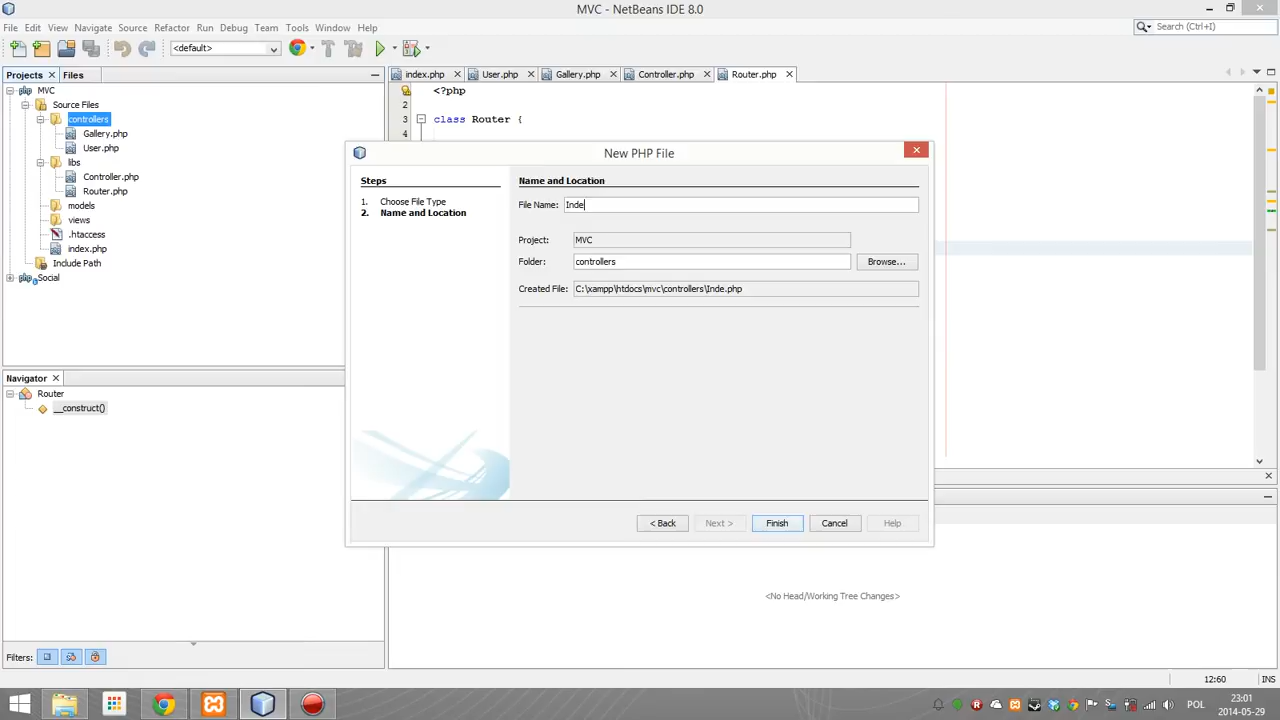 MVC - NetBeans IDE 8.0
File Edit View Navigate Source Refactor Run Debug Team Tools Window Help
Search (Ctrl+I)
<default>
Projects Files
index.php User.php Gallery.php Controller.php Router.php
MVC
Source Files
controllers
Gallery.php
User.php
libs
Controller.php
Router.php
models
views
.htaccess
index.php
Include Path
Social
<?php
2
3 class Router {
4
New PHP File
Steps
1. Choose File Type
2. Name and Location
Name and Location
File Name: Inde
Project: MVC
Folder: controllers Browse...
Created File: C:\xampp\htdocs\mvc\controllers\Inde.php
< Back Next > Finish Cancel Help
Navigator
Router
__construct()
<No Head/Working Tree Changes>
Filters:
12:60 INS
POL
23:01
2014-05-29